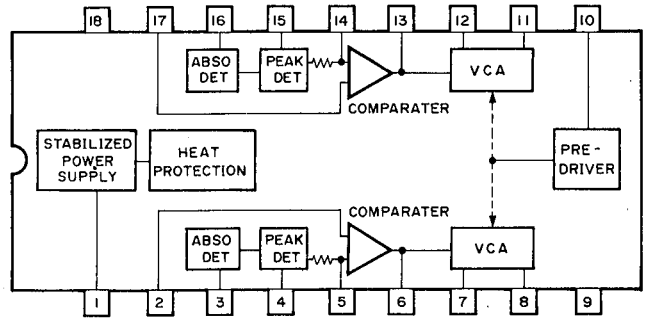 18 17 16 15 14 13 12 11 10
ABSO
DET
PEAK
DET
VCA
COMPARATER
STABILIZED
POWER
SUPPLY
HEAT
PROTECTION
PRE-
DRIVER
COMPARATER
ABSO
DET
PEAK
DET
VCA
1 2 3 4 5 6 7 8 9